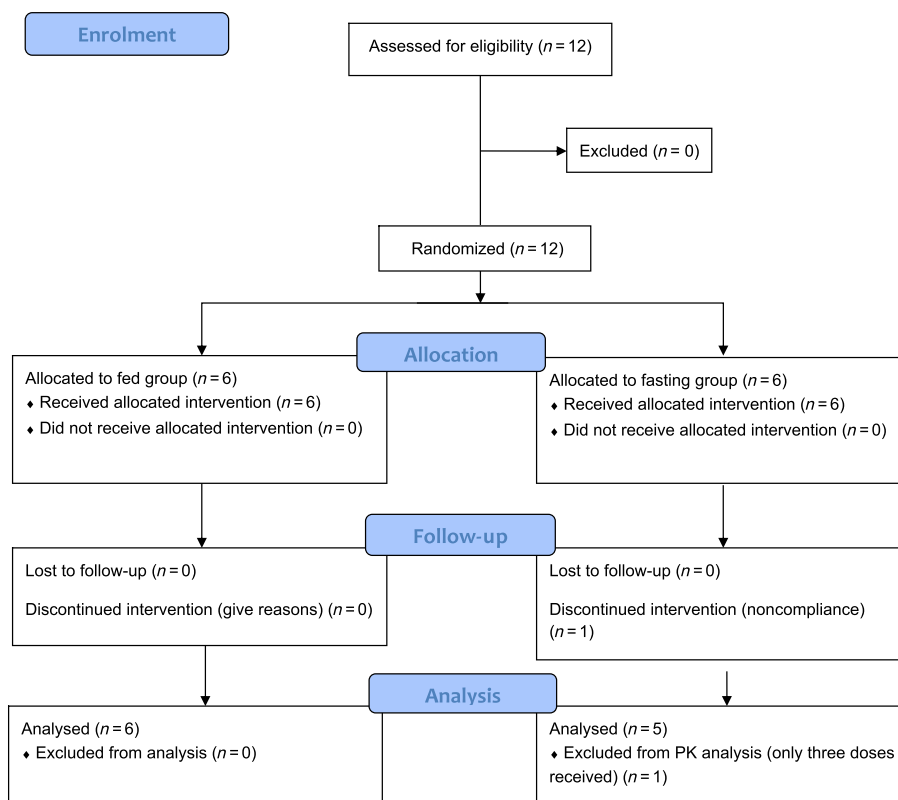 Enrolment
Assessed for eligibility (n = 12)
Excluded (n = 0)
Randomized (n = 12)
Allocation
Allocated to fed group (n = 6)
♦ Received allocated intervention (n = 6)
♦ Did not receive allocated intervention (n = 0)
Allocated to fasting group (n = 6)
♦ Received allocated intervention (n = 6)
♦ Did not receive allocated intervention (n = 0)
Follow-up
Lost to follow-up (n = 0)
Discontinued intervention (give reasons) (n = 0)
Lost to follow-up (n = 0)
Discontinued intervention (noncompliance)
(n = 1)
Analysis
Analysed (n = 6)
♦ Excluded from analysis (n = 0)
Analysed (n = 5)
♦ Excluded from PK analysis (only three doses
received) (n = 1)